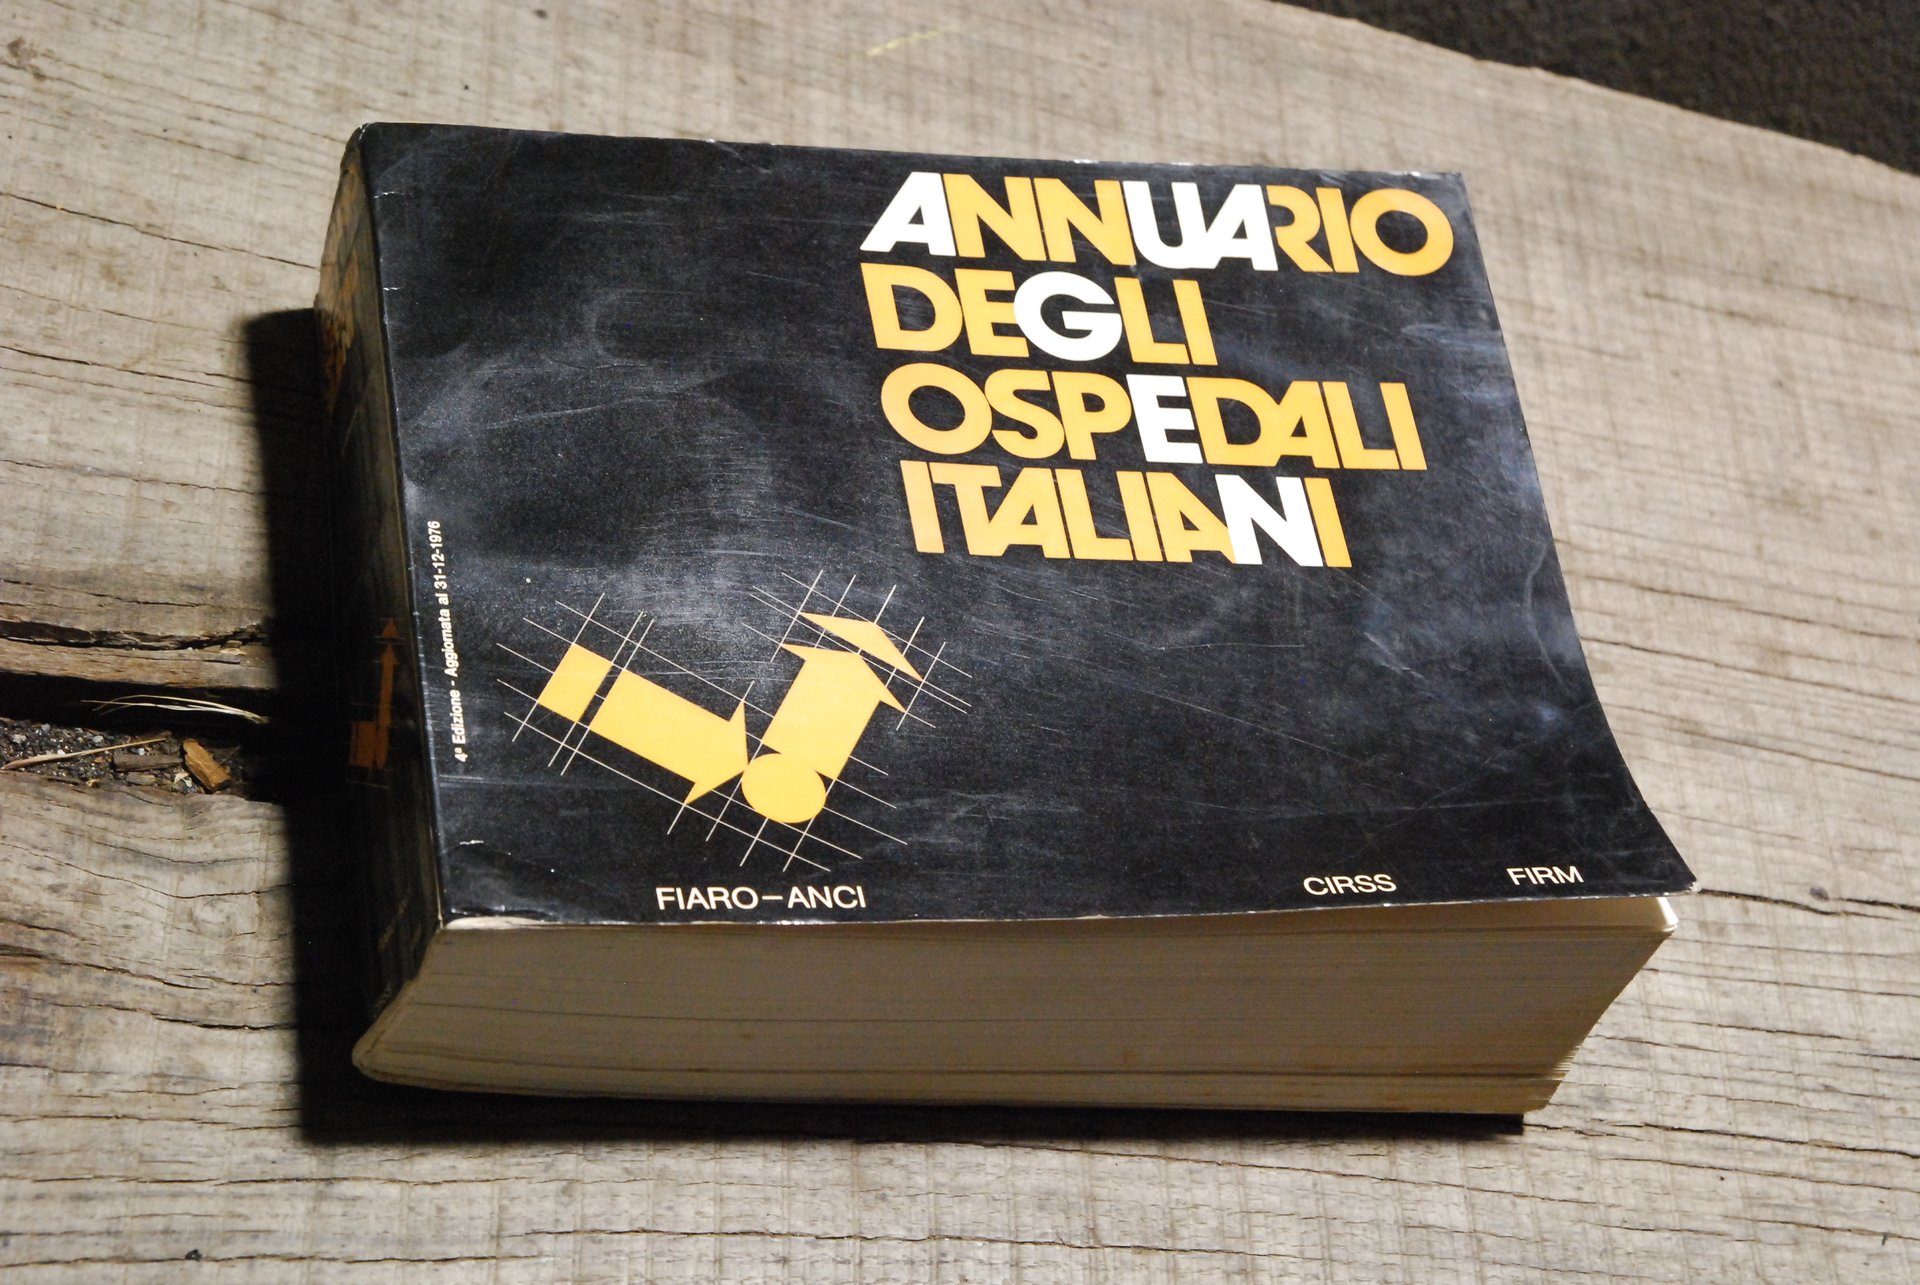 ANNUARIO
DEGLI
OSPEDALI
ITALIANI
4ª Edizione - Aggiornata al 31-12-1976
FIARO–ANCI
CIRSS
FIRM